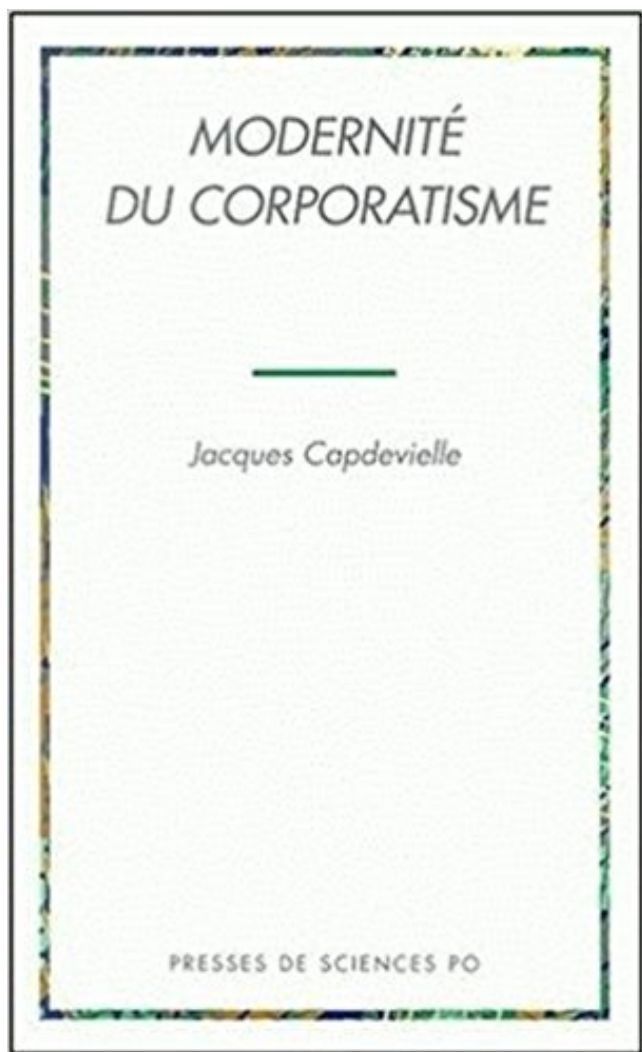 MODERNITÉ
DU CORPORATISME
Jacques Capdevielle
PRESSES DE SCIENCES PO